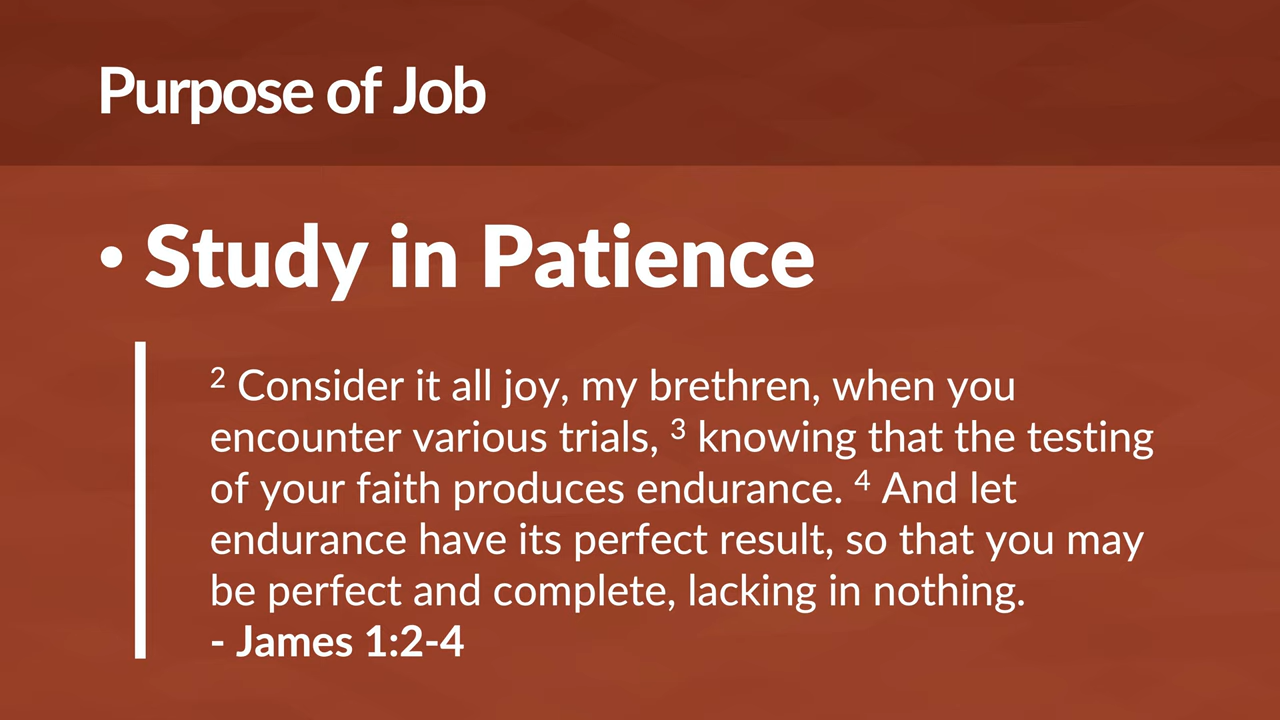 Purpose of Job
• Study in Patience
² Consider it all joy, my brethren, when you
encounter various trials, ³ knowing that the testing
of your faith produces endurance. ⁴ And let
endurance have its perfect result, so that you may
be perfect and complete, lacking in nothing.
- James 1:2-4